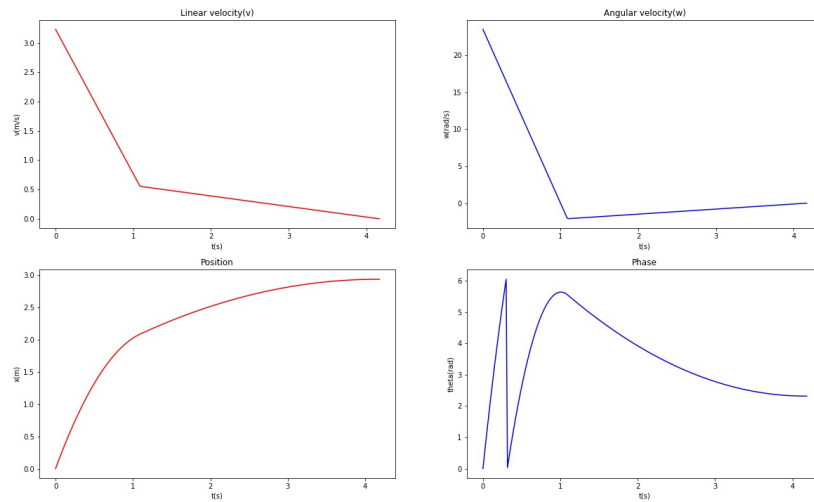 Linear velocity(v)
3.0
2.5
2.0
1.5
1.0
0.5
0.0
v(m/s)
0 1 2 3 4
t(s)
Angular velocity(w)
20
15
10
5
0
w(rad/s)
0 1 2 3 4
t(s)
Position
3.0
2.5
2.0
1.5
1.0
0.5
0.0
x(m)
0 1 2 3 4
t(s)
Phase
6
5
4
3
2
1
0
theta(rad)
0 1 2 3 4
t(s)